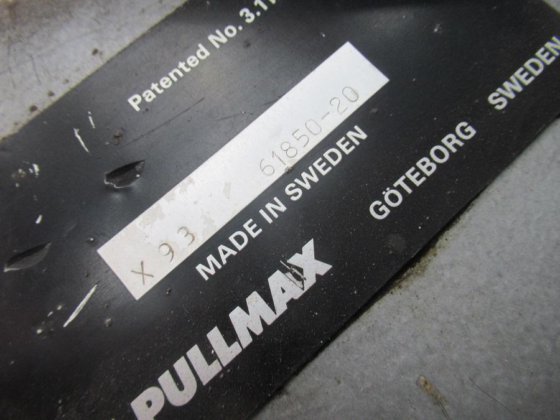 Patented No. 3.1
X 93 61850-20
MADE IN SWEDEN
PULLMAX
GÖTEBORG SWEDEN